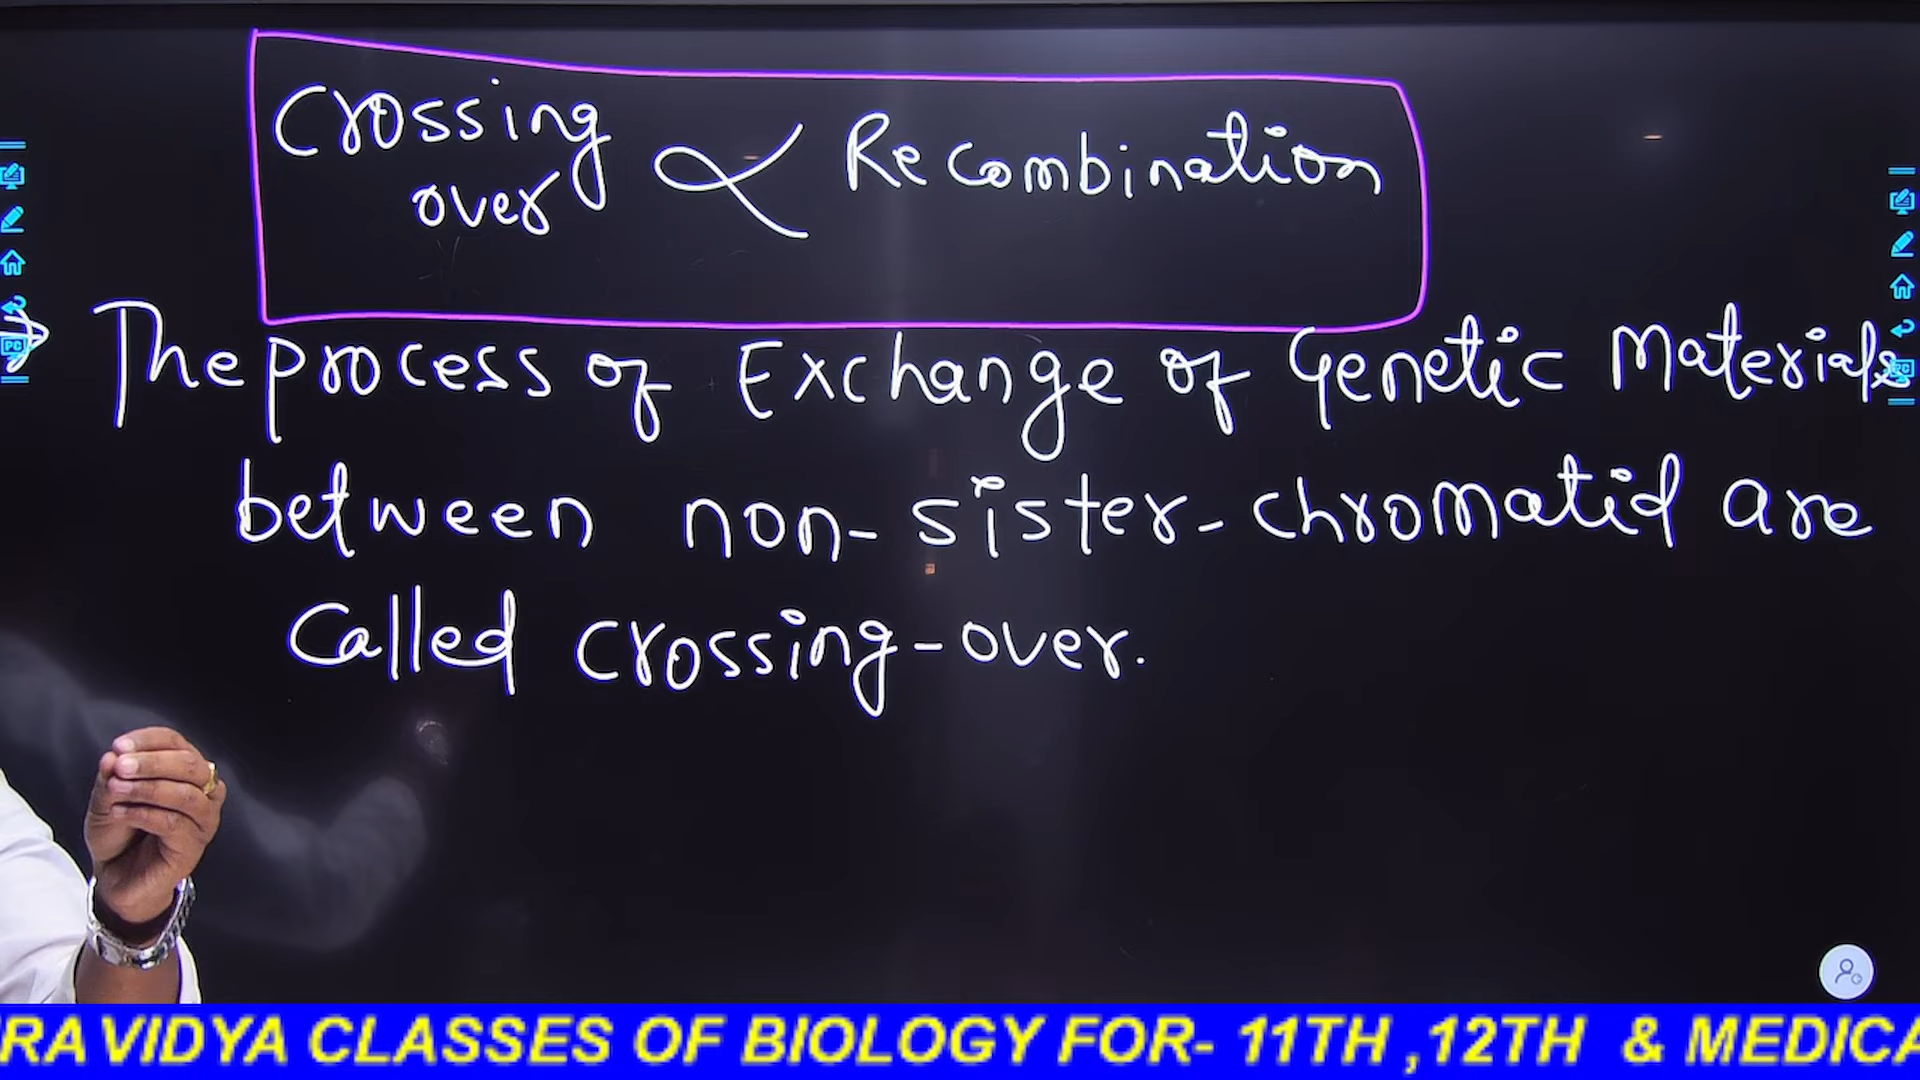 Crossing over ∝ Recombination
The process of Exchange of Genetic Materials
between non-sister-chromatid are
Called crossing-over.
RA VIDYA CLASSES OF BIOLOGY FOR- 11TH ,12TH & MEDICA